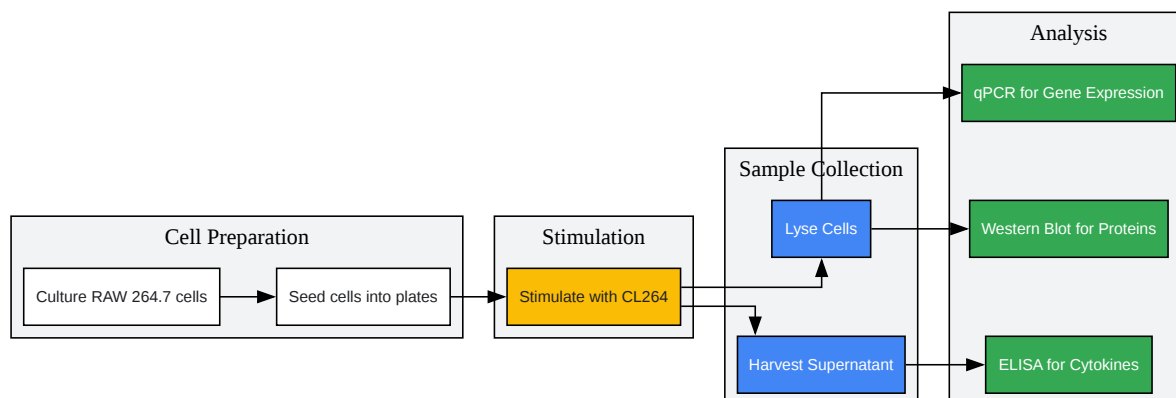 Cell Preparation
Culture RAW 264.7 cells
Seed cells into plates
Stimulation
Stimulate with CL264
Sample Collection
Lyse Cells
Harvest Supernatant
Analysis
qPCR for Gene Expression
Western Blot for Proteins
ELISA for Cytokines